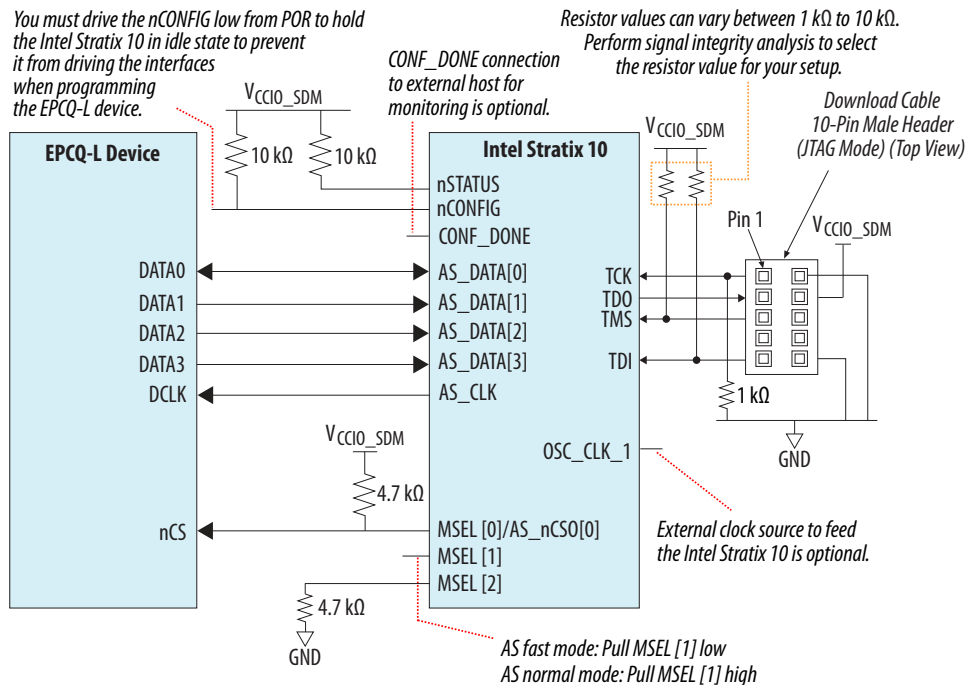 You must drive the nCONFIG low from POR to hold
the Intel Stratix 10 in idle state to prevent
it from driving the interfaces
when programming
the EPCQ-L device.
CONF_DONE connection
to external host for
monitoring is optional.
Resistor values can vary between 1 kΩ to 10 kΩ.
Perform signal integrity analysis to select
the resistor value for your setup.
Download Cable
10-Pin Male Header
(JTAG Mode) (Top View)
VCCIO_SDM
10 kΩ
10 kΩ
VCCIO_SDM
Pin 1
VCCIO_SDM
EPCQ-L Device
DATA0
DATA1
DATA2
DATA3
DCLK
nCS
Intel Stratix 10
nSTATUS
nCONFIG
CONF_DONE
AS_DATA[0]
AS_DATA[1]
AS_DATA[2]
AS_DATA[3]
AS_CLK
MSEL [0]/AS_nCSO[0]
MSEL [1]
MSEL [2]
TCK
TDO
TMS
TDI
OSC_CLK_1
1 kΩ
GND
VCCIO_SDM
4.7 kΩ
4.7 kΩ
GND
External clock source to feed
the Intel Stratix 10 is optional.
AS fast mode: Pull MSEL [1] low
AS normal mode: Pull MSEL [1] high